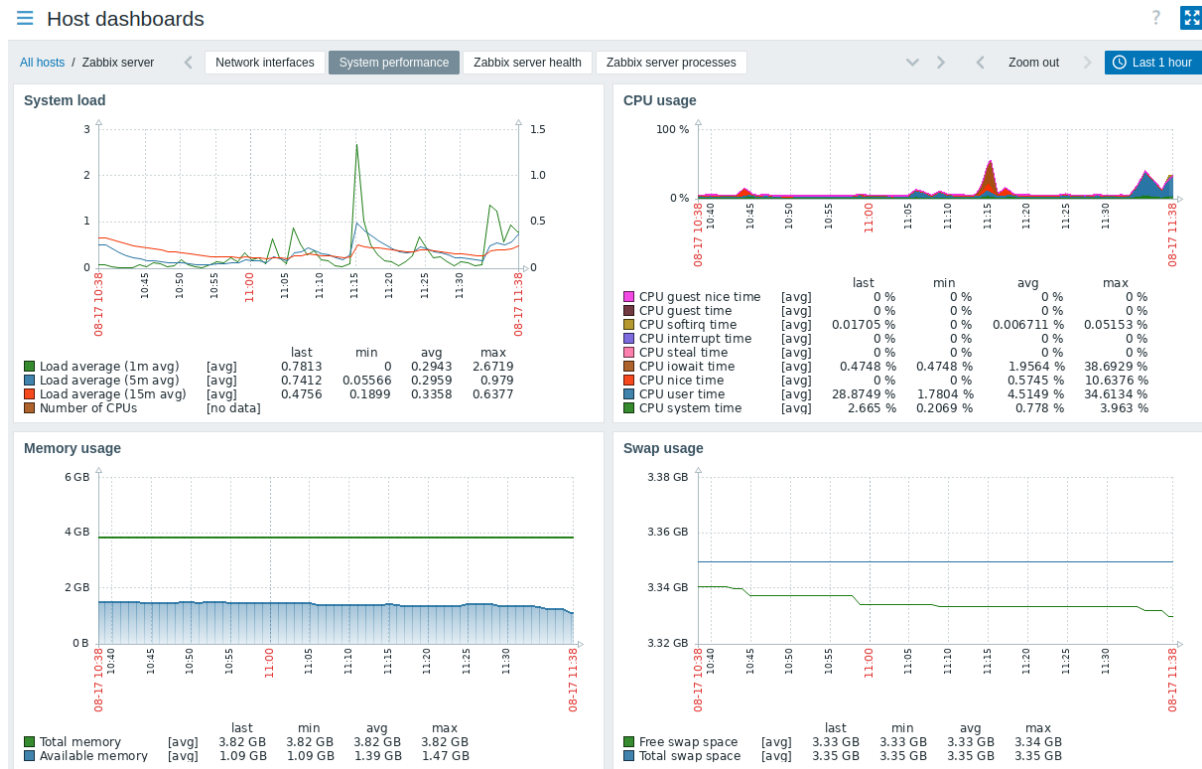 Host dashboards ?
All hosts / Zabbix server Network interfaces System performance Zabbix server health Zabbix server processes Zoom out Last 1 hour
System load
3 1.5
2 1.0
1 0.5
0 0
08-17 10:38 10:45 10:50 10:55 11:00 11:05 11:10 11:15 11:20 11:25 11:30 08-17 11:38
last min avg max
Load average (1m avg) [avg] 0.7813 0 0.2943 2.6719
Load average (5m avg) [avg] 0.7412 0.05566 0.2959 0.979
Load average (15m avg) [avg] 0.4756 0.1899 0.3358 0.6377
Number of CPUs [no data]
CPU usage
100 %
0 %
08-17 10:38 10:40 10:45 10:50 10:55 11:00 11:05 11:10 11:15 11:20 11:25 11:30 08-17 11:38
last min avg max
CPU guest nice time [avg] 0 % 0 % 0 % 0 %
CPU guest time [avg] 0 % 0 % 0 % 0 %
CPU softirq time [avg] 0.01705 % 0 % 0.006711 % 0.05153 %
CPU interrupt time [avg] 0 % 0 % 0 % 0 %
CPU steal time [avg] 0 % 0 % 0 % 0 %
CPU iowait time [avg] 0.4748 % 0.4748 % 1.9564 % 38.6929 %
CPU nice time [avg] 0 % 0 % 0.5745 % 10.6376 %
CPU user time [avg] 28.8749 % 1.7804 % 4.5149 % 34.6134 %
CPU system time [avg] 2.665 % 0.2069 % 0.778 % 3.963 %
Memory usage
6 GB
4 GB
2 GB
0 B
08-17 10:38 10:40 10:45 10:50 10:55 11:00 11:05 11:10 11:15 11:20 11:25 11:30 08-17 11:38
last min avg max
Total memory [avg] 3.82 GB 3.82 GB 3.82 GB 3.82 GB
Available memory [avg] 1.09 GB 1.09 GB 1.39 GB 1.47 GB
Swap usage
3.38 GB
3.36 GB
3.34 GB
3.32 GB
08-17 10:38 10:40 10:45 10:50 10:55 11:00 11:05 11:10 11:15 11:20 11:25 11:30 08-17 11:38
last min avg max
Free swap space [avg] 3.33 GB 3.33 GB 3.33 GB 3.34 GB
Total swap space [avg] 3.35 GB 3.35 GB 3.35 GB 3.35 GB